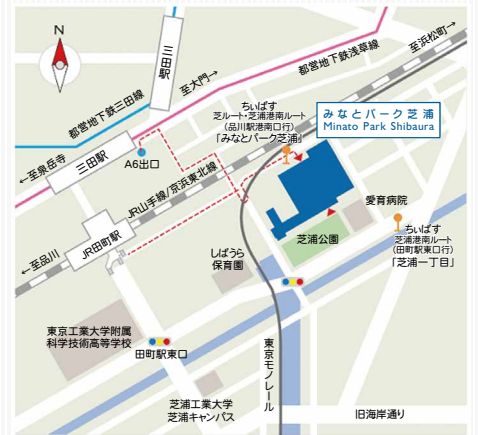 N
三田駅
都営地下鉄三田線
至大門→
都営地下鉄浅草線
至浜松町→
ちぃばす
芝ルート・芝浦港南ルート
(品川駅港南口行)
「みなとパーク芝浦」
みなとパーク芝浦
Minato Park Shibaura
←至泉岳寺
三田駅
A6出口
JR山手線/京浜東北線
愛育病院
ちぃばす
芝浦港南ルート
(田町駅東口行)
「芝浦一丁目」
←至品川
JR田町駅
芝浦公園
しばうら
保育園
東京工業大学附属
科学技術高等学校
田町駅東口
東京モノレール
芝浦工業大学
芝浦キャンパス
旧海岸通り